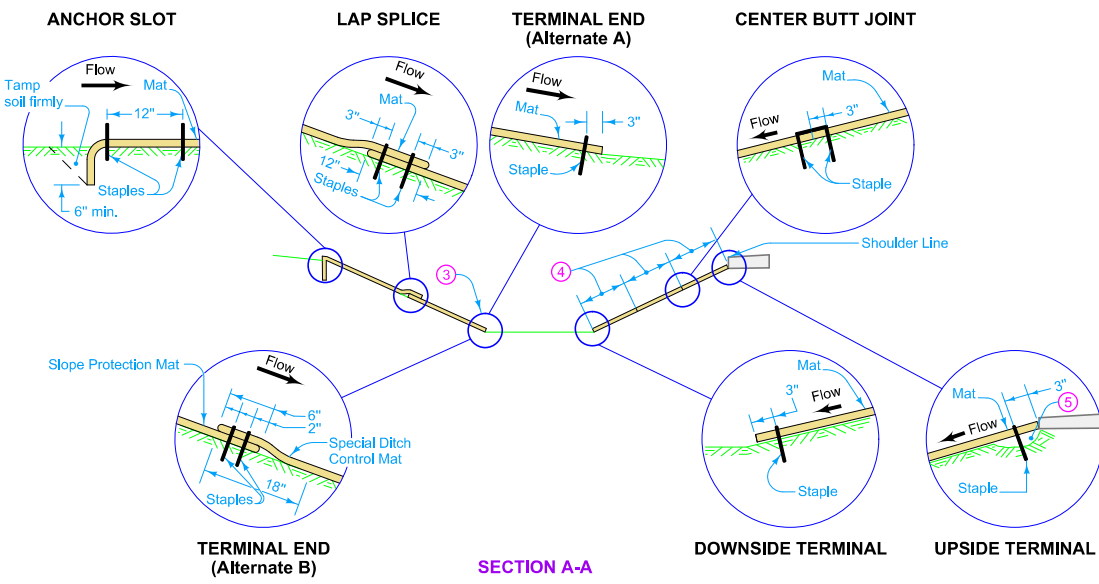 ANCHOR SLOT
Flow
Tamp
soil firmly
Mat
12"
Staples
6" min.
LAP SPLICE
Flow
Mat
3"
3"
12"
Staples
TERMINAL END
(Alternate A)
Flow
Mat
3"
Staple
CENTER BUTT JOINT
Mat
3"
Flow
Staple
3
4
Shoulder Line
Slope Protection Mat
Flow
6"
2"
Special Ditch
Control Mat
18"
Staples
TERMINAL END
(Alternate B)
SECTION A-A
Mat
3"
Flow
Staple
DOWNSIDE TERMINAL
3"
Mat
5
Flow
Staple
UPSIDE TERMINAL